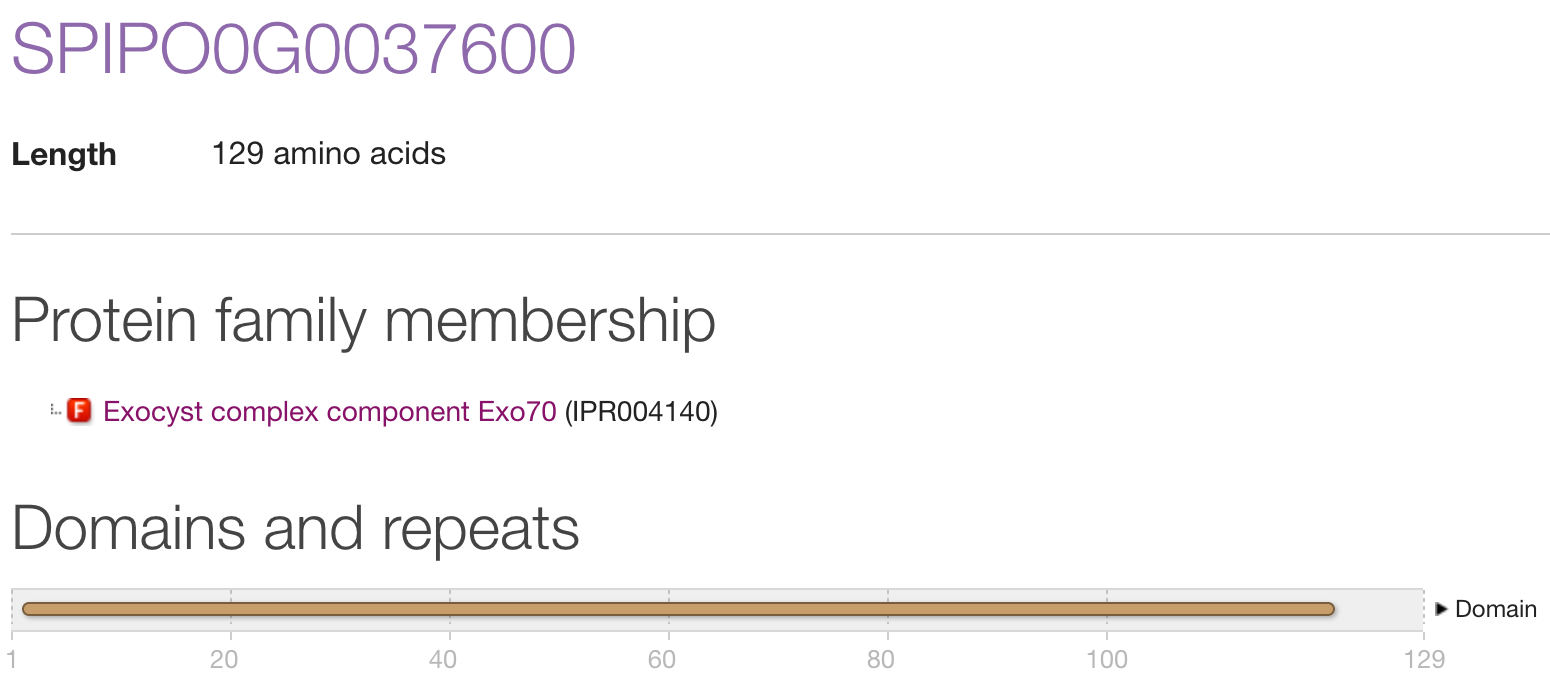 SPIPO0G0037600
Length 129 amino acids
Protein family membership
F Exocyst complex component Exo70 (IPR004140)
Domains and repeats
Domain
1 20 40 60 80 100 129